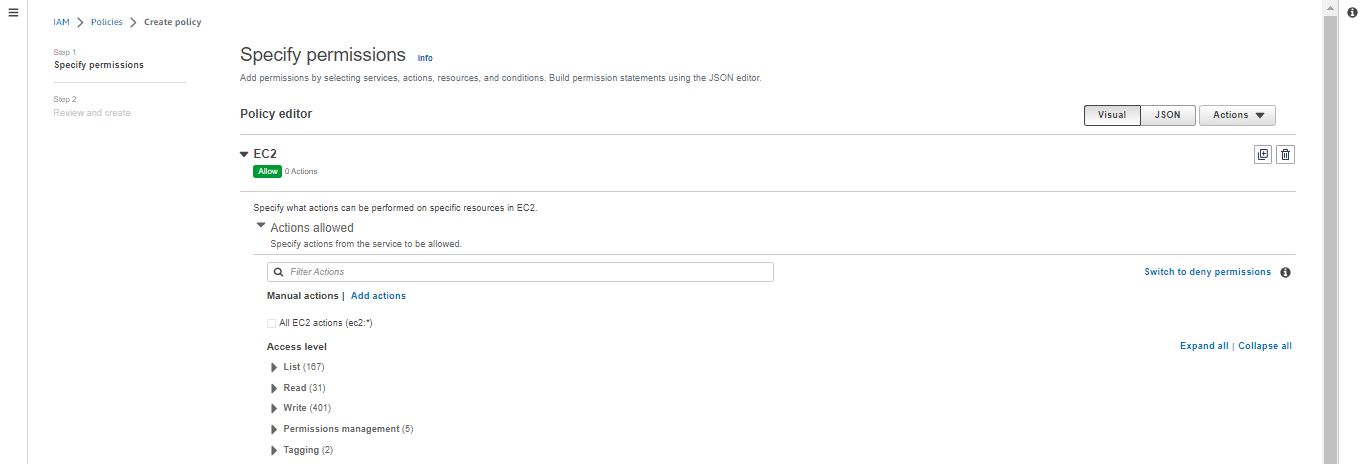 IAM > Policies > Create policy
Step 1
Specify permissions
Step 2
Review and create
Specify permissions Info
Add permissions by selecting services, actions, resources, and conditions. Build permission statements using the JSON editor.
Policy editor
Visual JSON Actions
EC2
Allow 0 Actions
Specify what actions can be performed on specific resources in EC2.
Actions allowed
Specify actions from the service to be allowed.
Filter Actions
Switch to deny permissions
Manual actions | Add actions
All EC2 actions (ec2:*)
Access level
Expand all | Collapse all
List (167)
Read (31)
Write (401)
Permissions management (5)
Tagging (2)